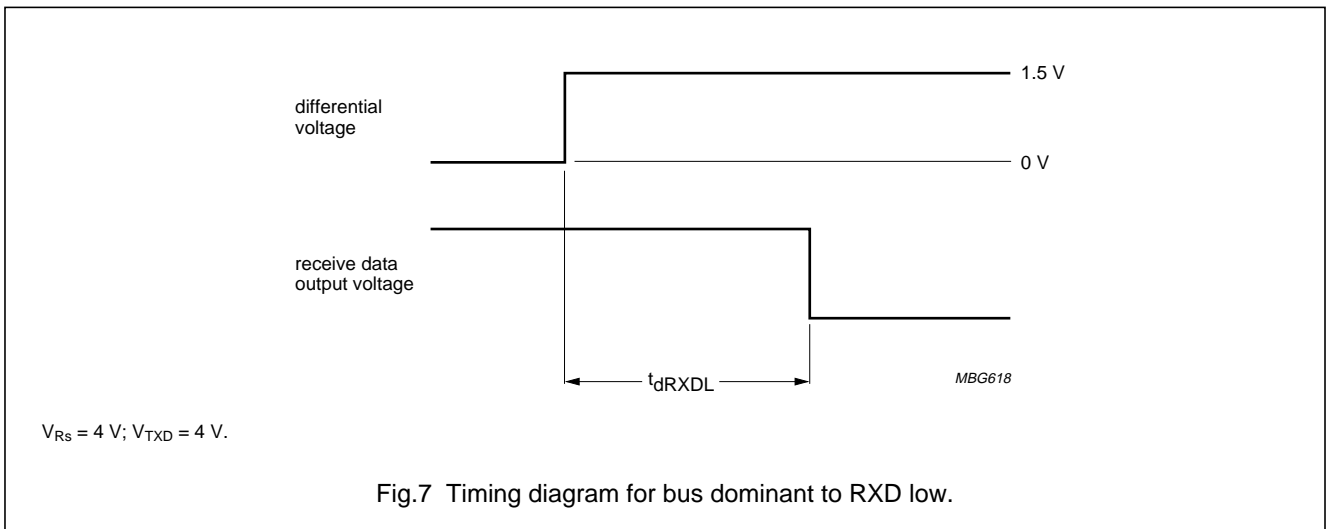 1.5 V
differential
voltage
0 V
receive data
output voltage
tdRXDL
MBG618
VRs = 4 V; VTXD = 4 V.
Fig.7 Timing diagram for bus dominant to RXD low.